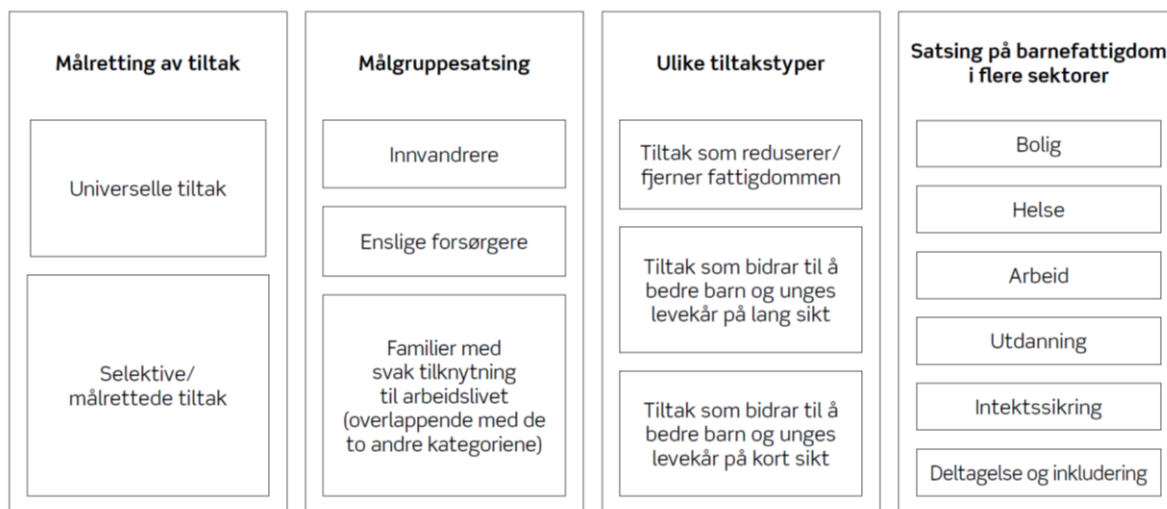 Målretting av tiltak
Universelle tiltak
Selektive/
målrettede tiltak
Målgruppesatsing
Innvandrere
Enslige forsørgere
Familier med
svak tilknytning
til arbeidslivet
(overlappende med de
to andre kategoriene)
Ulike tiltakstyper
Tiltak som reduserer/
fjerner fattigdommen
Tiltak som bidrar til å
bedre barn og unges
levekår på lang sikt
Tiltak som bidrar til å
bedre barn og unges
levekår på kort sikt
Satsing på barnefattigdom
i flere sektorer
Bolig
Helse
Arbeid
Utdanning
Intektssikring
Deltagelse og inkludering